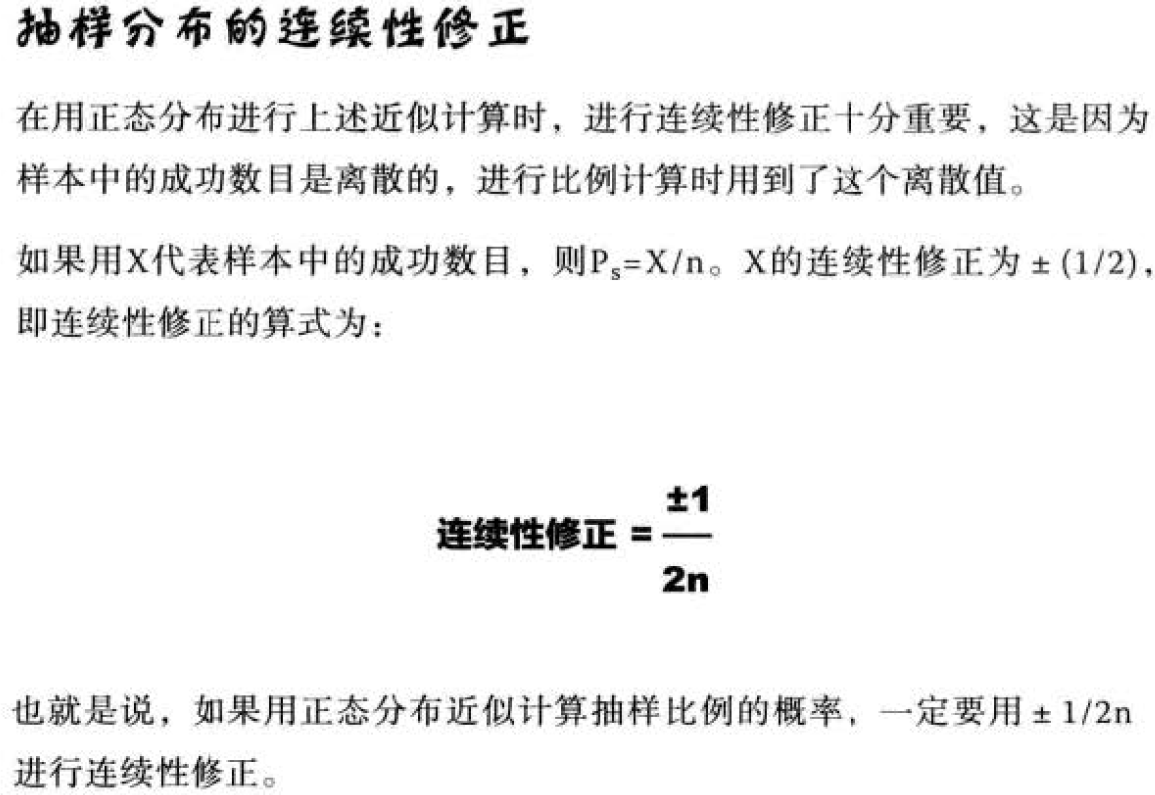 抽样分布的连续性修正
在用正态分布进行上述近似计算时，进行连续性修正十分重要，这是因为
样本中的成功数目是离散的，进行比例计算时用到了这个离散值。
如果用X代表样本中的成功数目，则Pₛ=X/n。X的连续性修正为±(1/2)，
即连续性修正的算式为：
±1
连续性修正 = —
2n
也就是说，如果用正态分布近似计算抽样比例的概率，一定要用±1/2n
进行连续性修正。